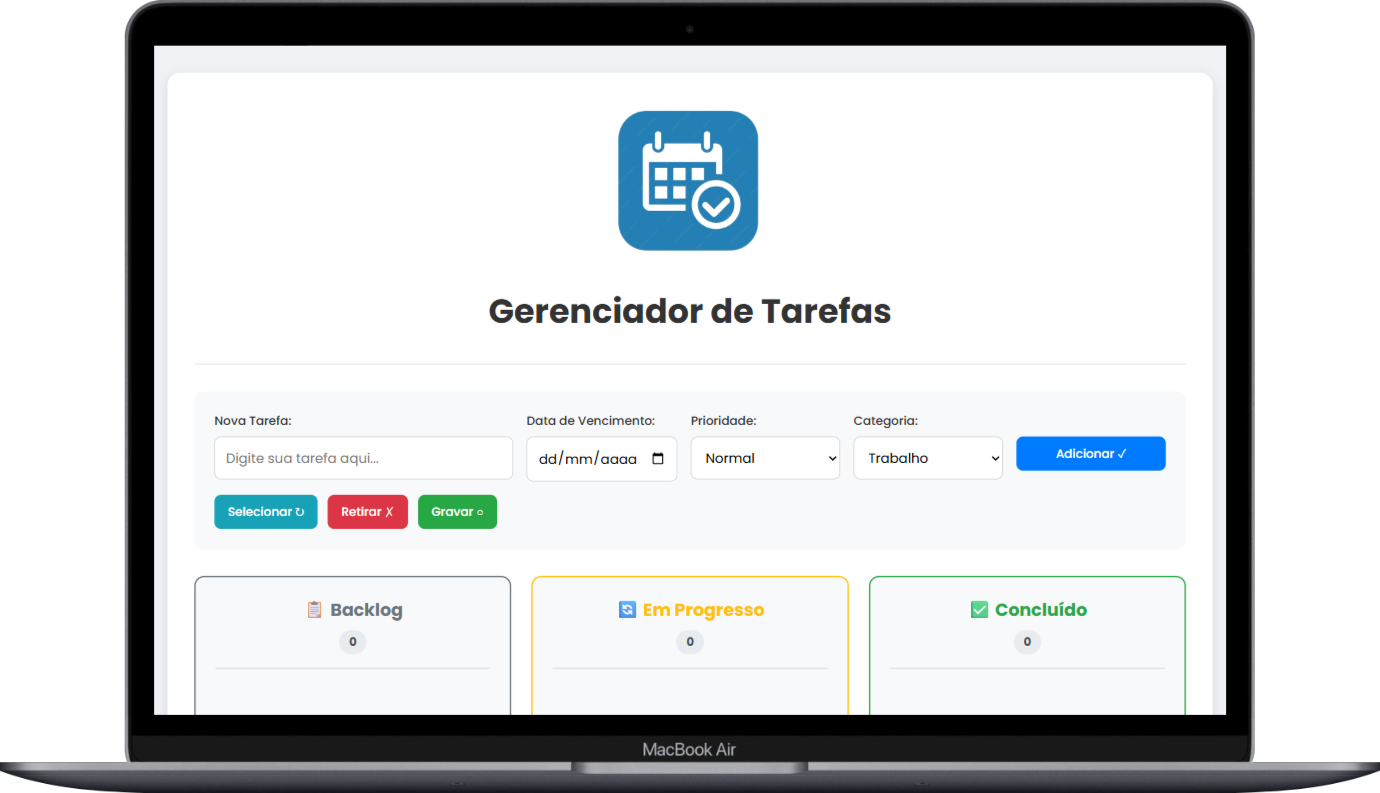 Gerenciador de Tarefas
Nova Tarefa:
Data de Vencimento:
Prioridade:
Categoria:
Digite sua tarefa aqui...
dd/mm/aaaa
Normal
Trabalho
Adicionar ✓
Selecionar ↻
Retirar ✗
Gravar ○
Backlog
0
Em Progresso
0
Concluído
0
MacBook Air